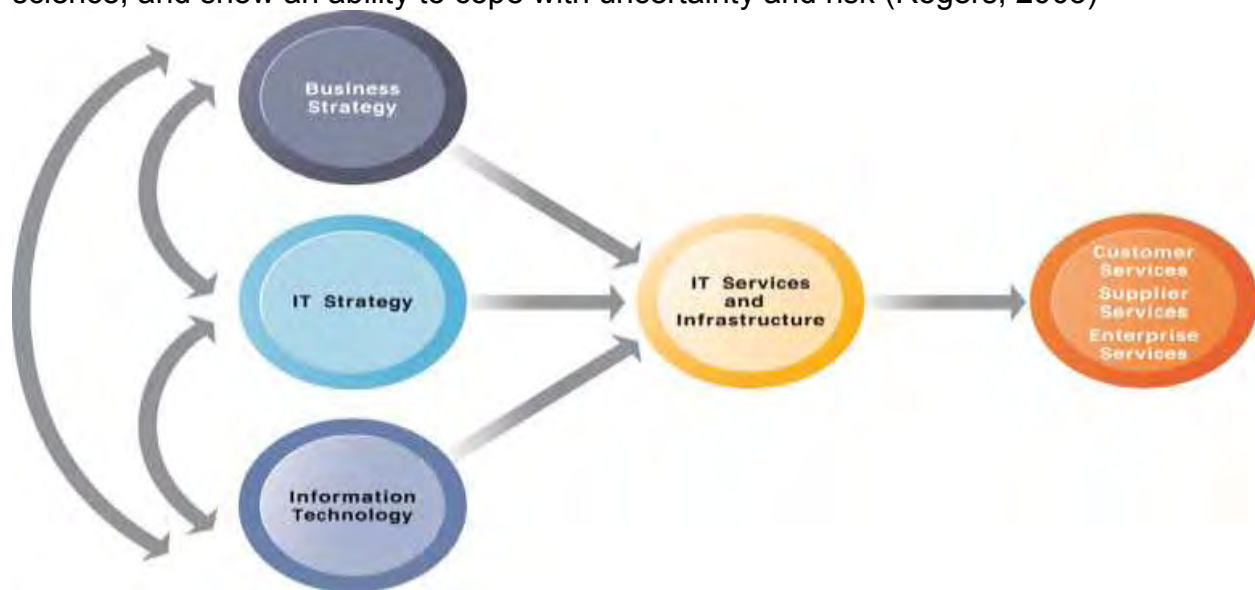 science, and show an ability to cope with uncertainty and risk (Rogers, 2003)
Business
Strategy
IT Strategy
Information
Technology
IT Services
and
Infrastructure
Customer
Services
Supplier
Services
Enterprise
Services